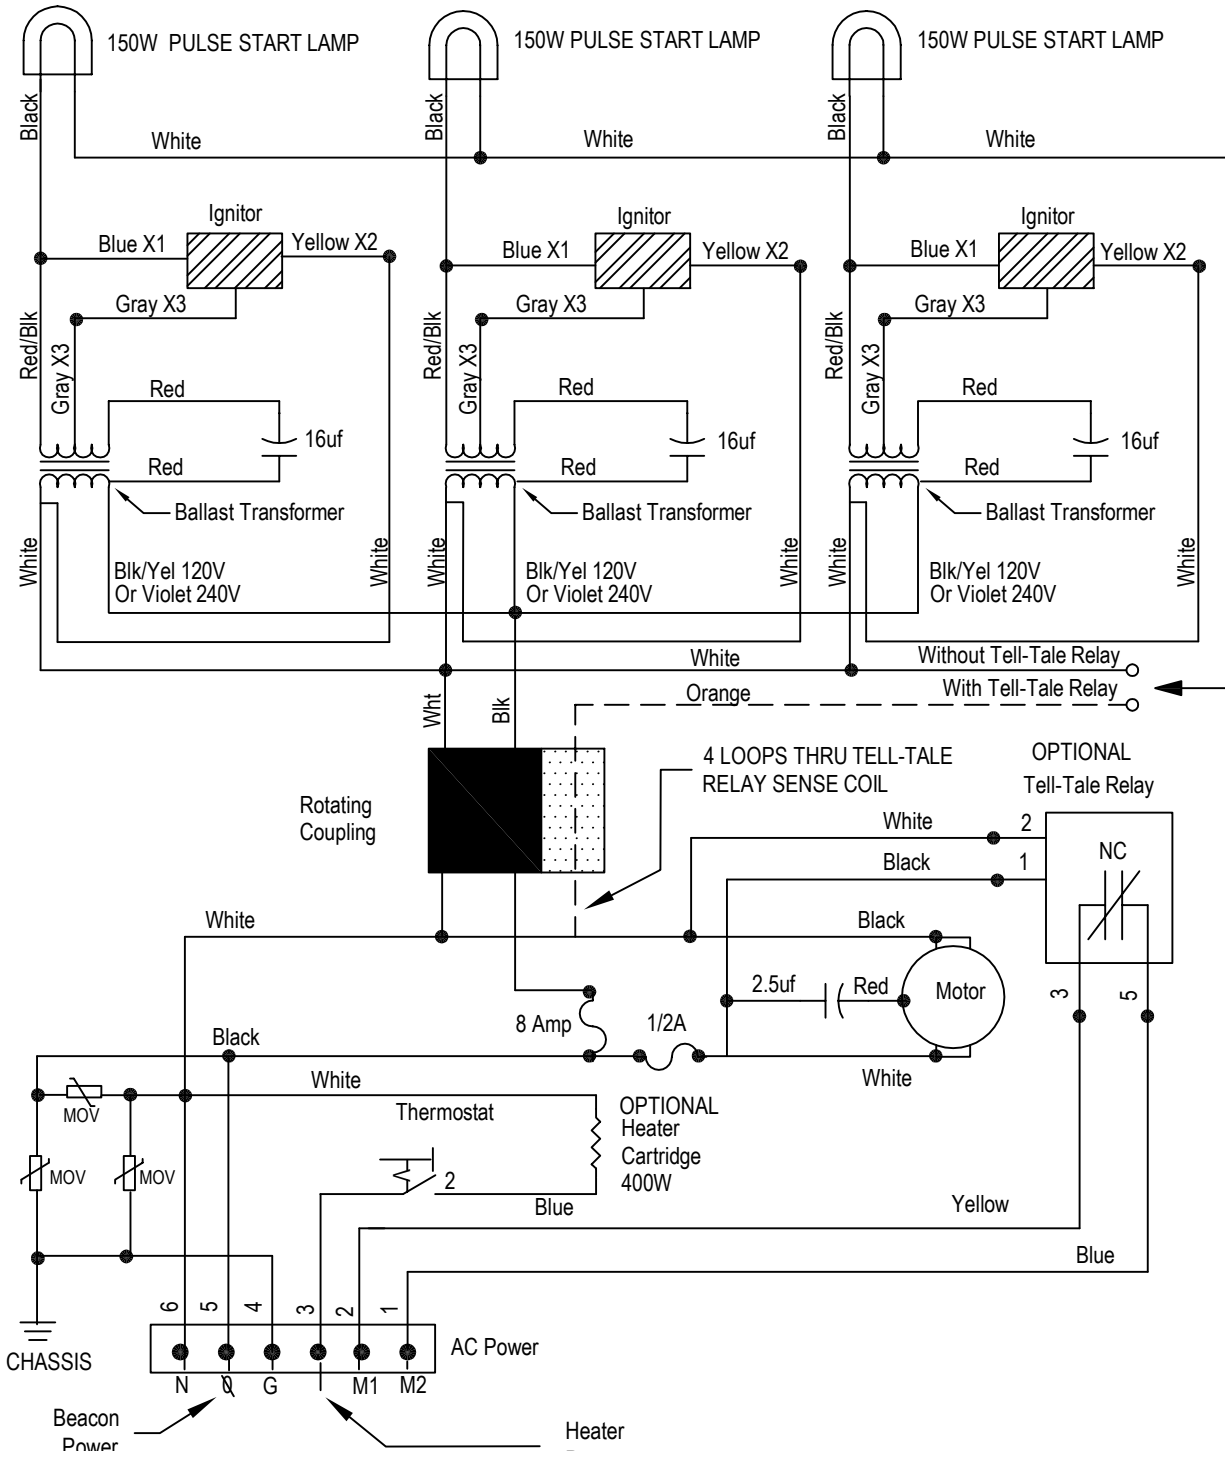 150W PULSE START LAMP
150W PULSE START LAMP
150W PULSE START LAMP
Black
Black
Black
White
White
White
Ignitor
Ignitor
Ignitor
Blue X1
Yellow X2
Blue X1
Yellow X2
Blue X1
Yellow X2
Gray X3
Gray X3
Gray X3
Red/Blk
Gray X3
Red/Blk
Gray X3
Red/Blk
Gray X3
Red
Red
Red
16uf
16uf
16uf
Red
Red
Red
Ballast Transformer
Ballast Transformer
Ballast Transformer
White
Blk/Yel 120V
Or Violet 240V
White
White
Blk/Yel 120V
Or Violet 240V
White
White
Blk/Yel 120V
Or Violet 240V
White
White
Without Tell-Tale Relay
Orange
With Tell-Tale Relay
Wht
Blk
4 LOOPS THRU TELL-TALE
RELAY SENSE COIL
OPTIONAL
Tell-Tale Relay
Rotating
Coupling
White
2
Black
1
NC
White
Black
2.5uf
Red
Motor
3
5
8 Amp
1/2A
Black
White
White
MOV
Thermostat
OPTIONAL
Heater
Cartridge
400W
MOV
MOV
2
Blue
Yellow
Blue
6
5
4
3
2
1
CHASSIS
AC Power
N
0
G
M1
M2
Beacon
Power
Heater